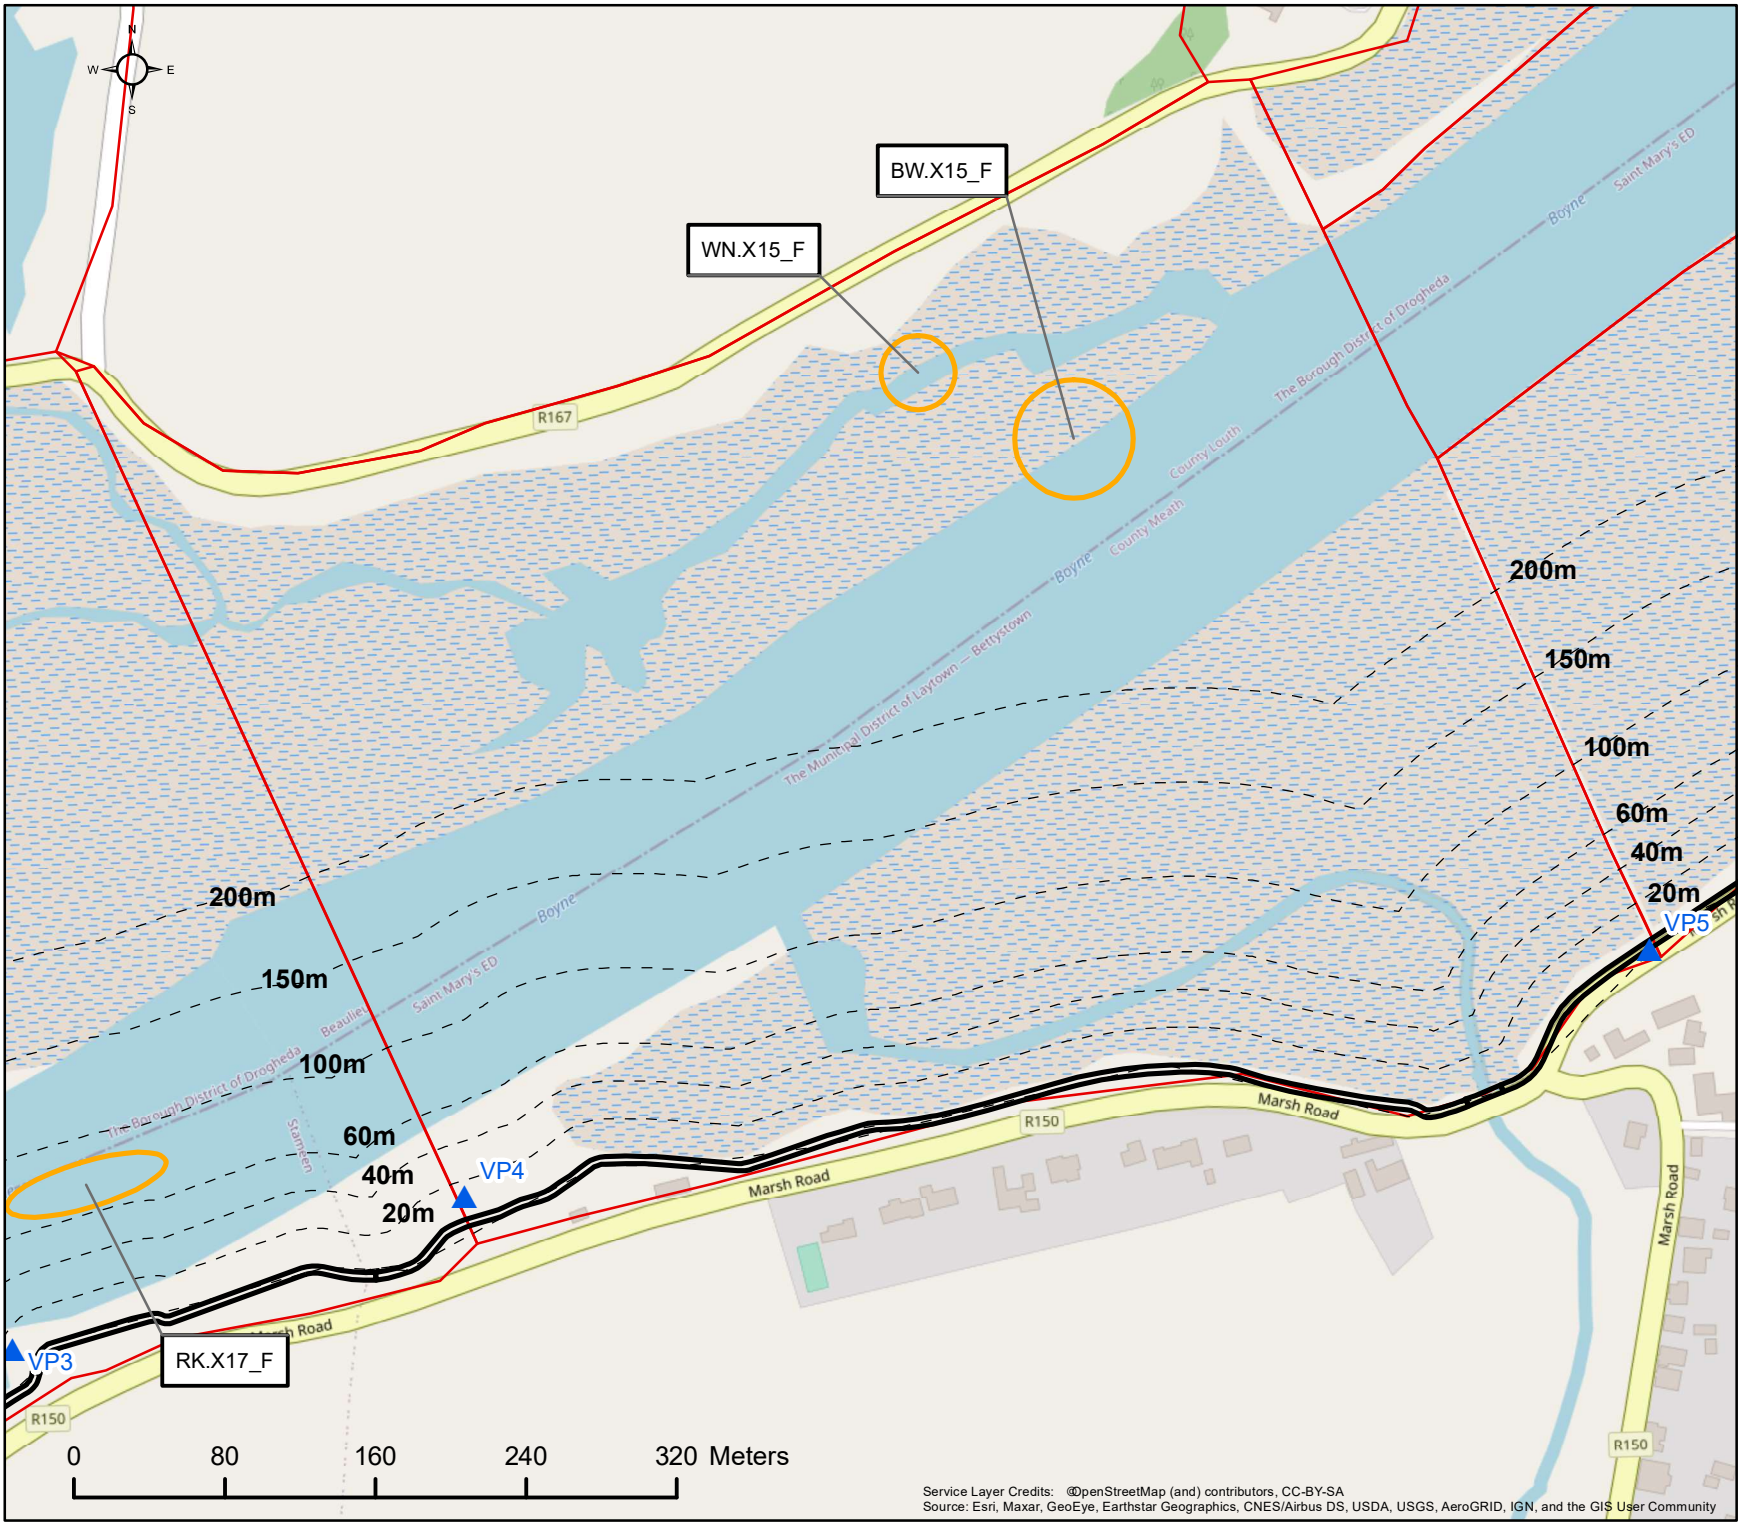 N
W E
S
BW.X15_F
WN.X15_F
Saint Mary's ED
Boyne
The Borough District of Drogheda
R167
County Louth
County Meath
Boyne
200m
The Municipal District of Laytown — Bettystown
150m
100m
60m
40m
20m
VP5
200m
Boyne
150m
Saint Mary's ED
Beaulieu
100m
The Borough District of Drogheda
60m
Stameen
40m
VP4
20m
R150
Marsh Road
Marsh Road
Marsh Road
Marsh Road
VP3
RK.X17_F
R150
R150
0 80 160 240 320 Meters
Service Layer Credits: ©OpenStreetMap (and) contributors, CC-BY-SA
Source: Esri, Maxar, GeoEye, Earthstar Geographics, CNES/Airbus DS, USDA, USGS, AeroGRID, IGN, and the GIS User Community